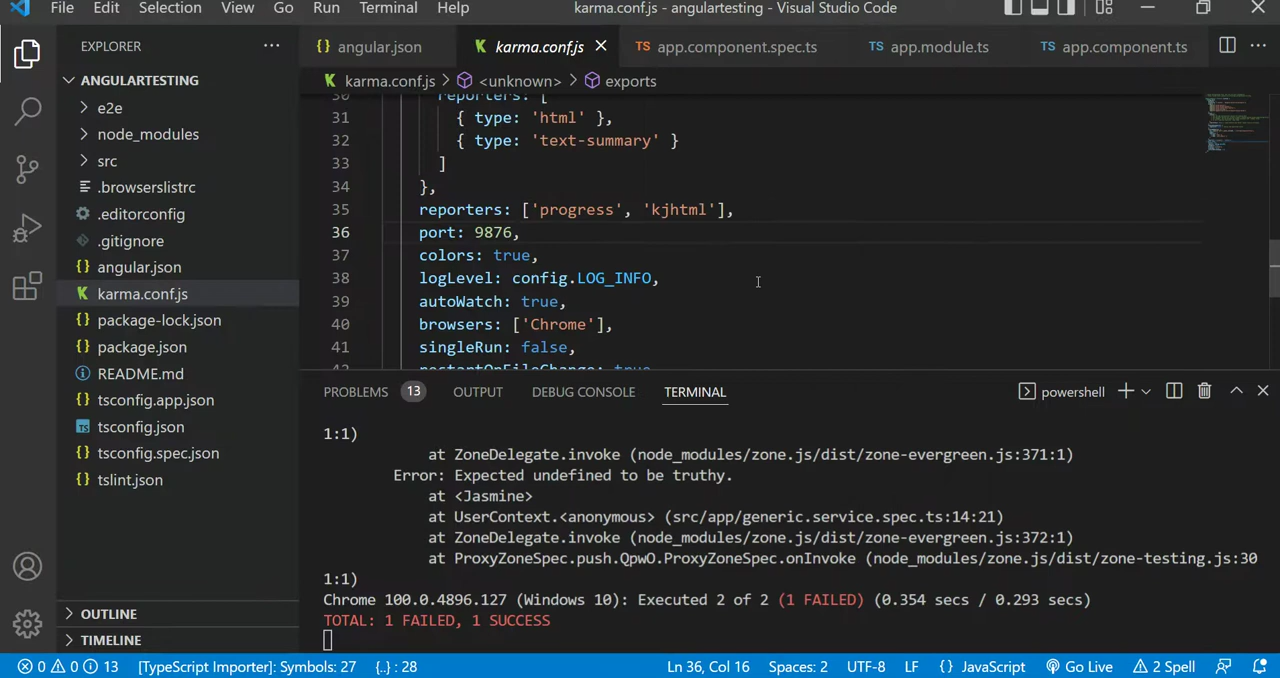 File Edit Selection View Go Run Terminal Help karma.conf.js - angulartesting - Visual Studio Code
EXPLORER ···
{} angular.json karma.conf.js TS app.component.spec.ts TS app.module.ts TS app.component.ts
karma.conf.js > <unknown> > exports
ANGULARTESTING
e2e
node_modules
src
.browserslistrc
.editorconfig
.gitignore
{} angular.json
karma.conf.js
{} package-lock.json
{} package.json
README.md
{} tsconfig.app.json
TS tsconfig.json
{} tsconfig.spec.json
{} tslint.json
OUTLINE
TIMELINE
30 reporters: [
31 { type: 'html' },
32 { type: 'text-summary' }
33 ]
34 },
35 reporters: ['progress', 'kjhtml'],
36 port: 9876,
37 colors: true,
38 logLevel: config.LOG_INFO,
39 autoWatch: true,
40 browsers: ['Chrome'],
41 singleRun: false,
42 restartOnFileChange: true
PROBLEMS 13 OUTPUT DEBUG CONSOLE TERMINAL powershell
1:1)
at ZoneDelegate.invoke (node_modules/zone.js/dist/zone-evergreen.js:371:1)
Error: Expected undefined to be truthy.
at <Jasmine>
at UserContext.<anonymous> (src/app/generic.service.spec.ts:14:21)
at ZoneDelegate.invoke (node_modules/zone.js/dist/zone-evergreen.js:372:1)
at ProxyZoneSpec.push.QpwO.ProxyZoneSpec.onInvoke (node_modules/zone.js/dist/zone-testing.js:30
1:1)
Chrome 100.0.4896.127 (Windows 10): Executed 2 of 2 (1 FAILED) (0.354 secs / 0.293 secs)
TOTAL: 1 FAILED, 1 SUCCESS
0 0 13 [TypeScript Importer]: Symbols: 27 {..} : 28 Ln 36, Col 16 Spaces: 2 UTF-8 LF {} JavaScript Go Live 2 Spell